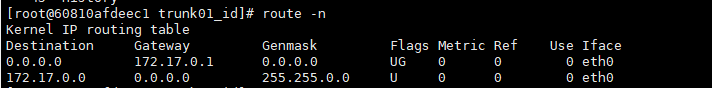 [root@60810afdeec1 trunk01_id]# route -n
Kernel IP routing table
Destination     Gateway         Genmask         Flags Metric Ref    Use Iface
0.0.0.0         172.17.0.1      0.0.0.0         UG    0      0        0 eth0
172.17.0.0      0.0.0.0         255.255.0.0     U     0      0        0 eth0